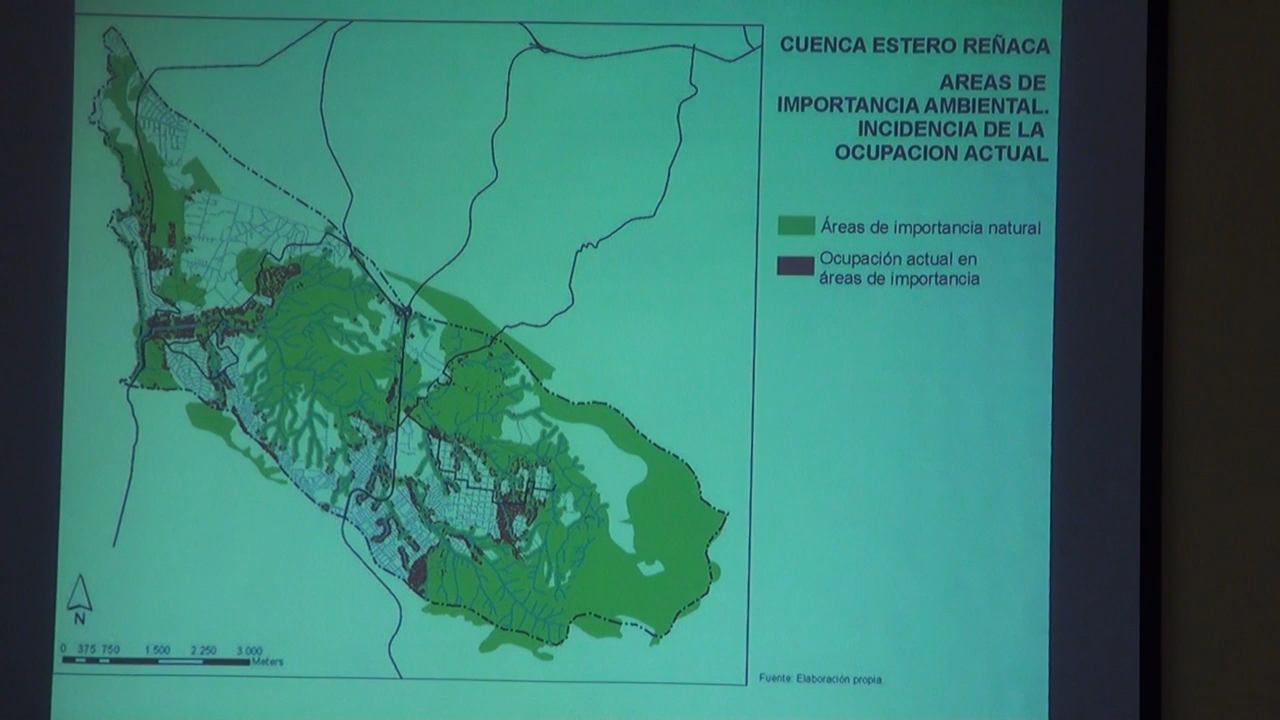 CUENCA ESTERO REÑACA
AREAS DE
IMPORTANCIA AMBIENTAL.
INCIDENCIA DE LA
OCUPACION ACTUAL
Áreas de importancia natural
Ocupación actual en
áreas de importancia
N
0 375 750 1.500 2.250 3.000
Meters
Fuente: Elaboración propia.